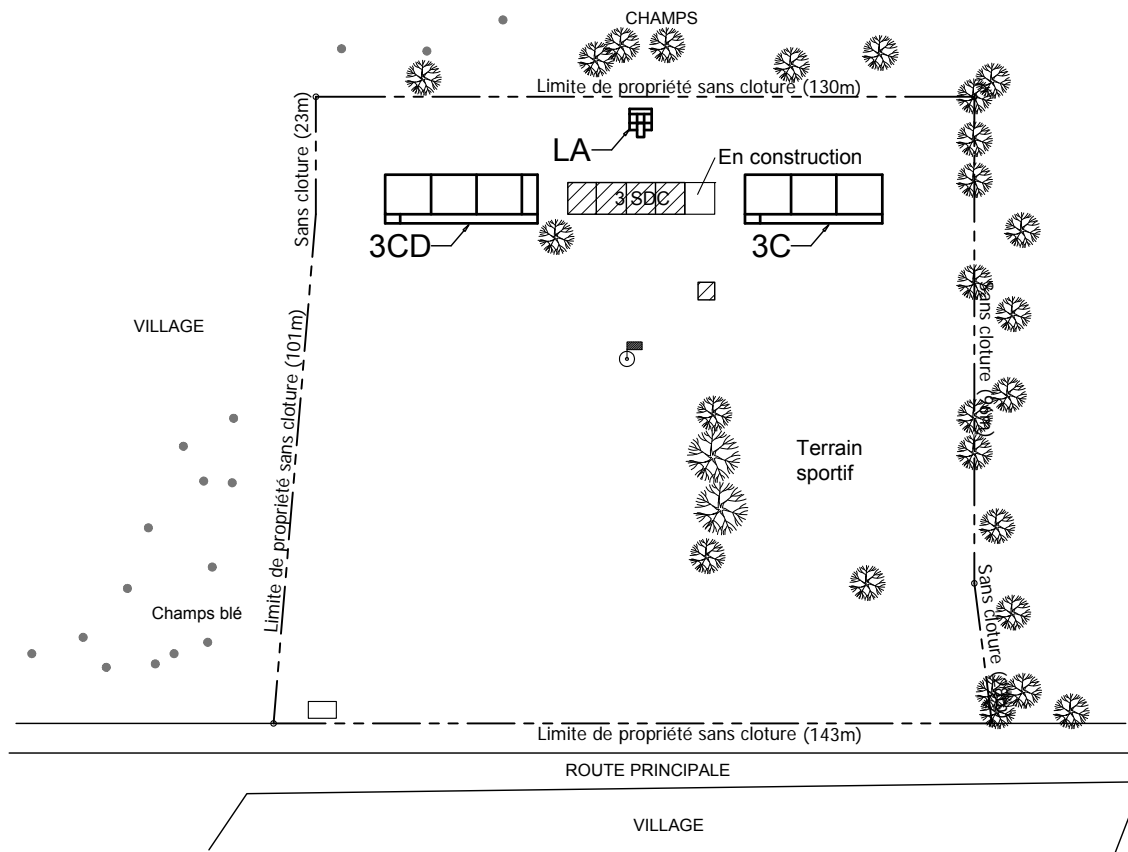 CHAMPS
Limite de propriété sans cloture (130m)
Sans cloture (23m)
LA
En construction
3 SDC
3CD
3C
VILLAGE
Limite de propriété sans cloture (101m)
Sans cloture (96m)
Terrain
sportif
Champs blé
Sans cloture
Limite de propriété sans cloture (143m)
ROUTE PRINCIPALE
VILLAGE